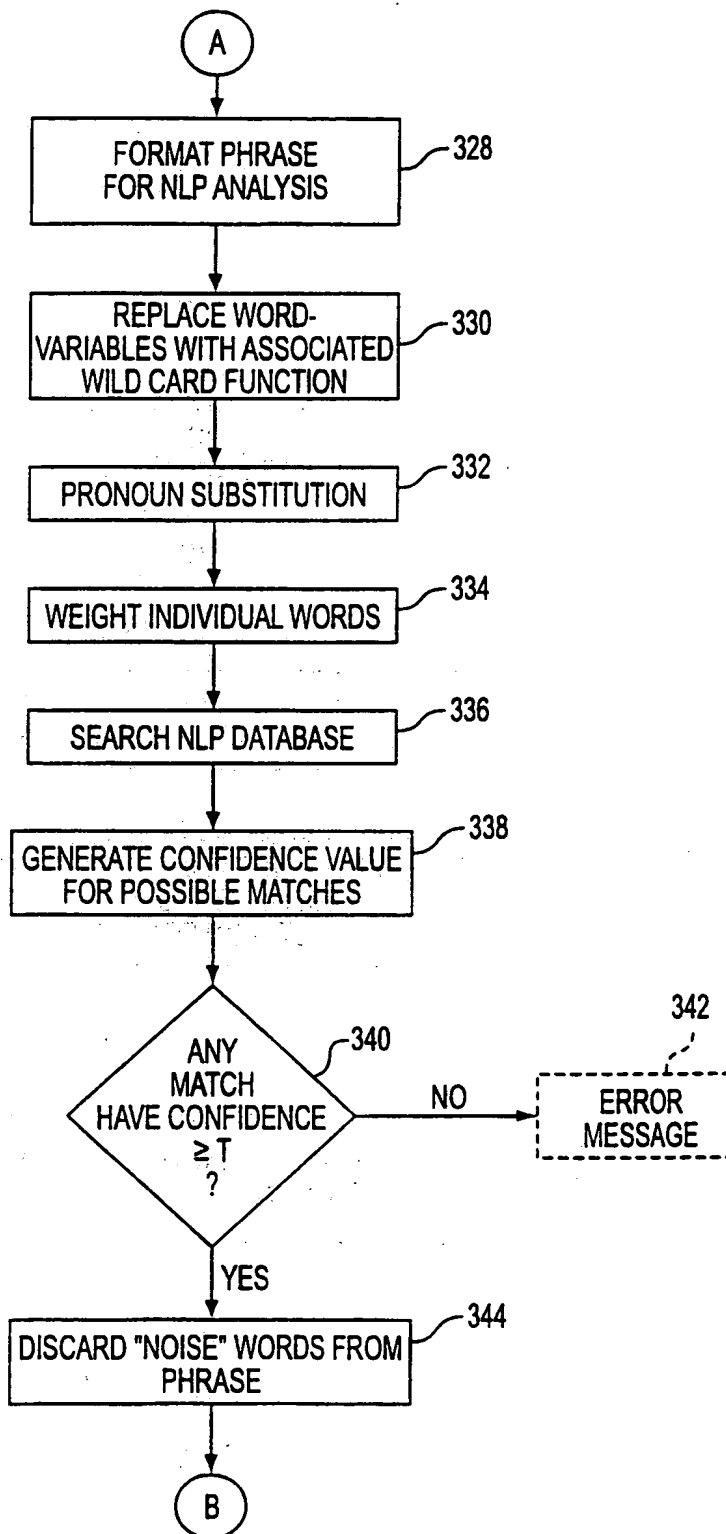 A
FORMAT PHRASE
FOR NLP ANALYSIS
328
REPLACE WORD-
VARIABLES WITH ASSOCIATED
WILD CARD FUNCTION
330
PRONOUN SUBSTITUTION
332
WEIGHT INDIVIDUAL WORDS
334
SEARCH NLP DATABASE
336
GENERATE CONFIDENCE VALUE
FOR POSSIBLE MATCHES
338
ANY
MATCH
HAVE CONFIDENCE
≥ T
?
340
NO
342
ERROR
MESSAGE
YES
DISCARD "NOISE" WORDS FROM
PHRASE
344
B